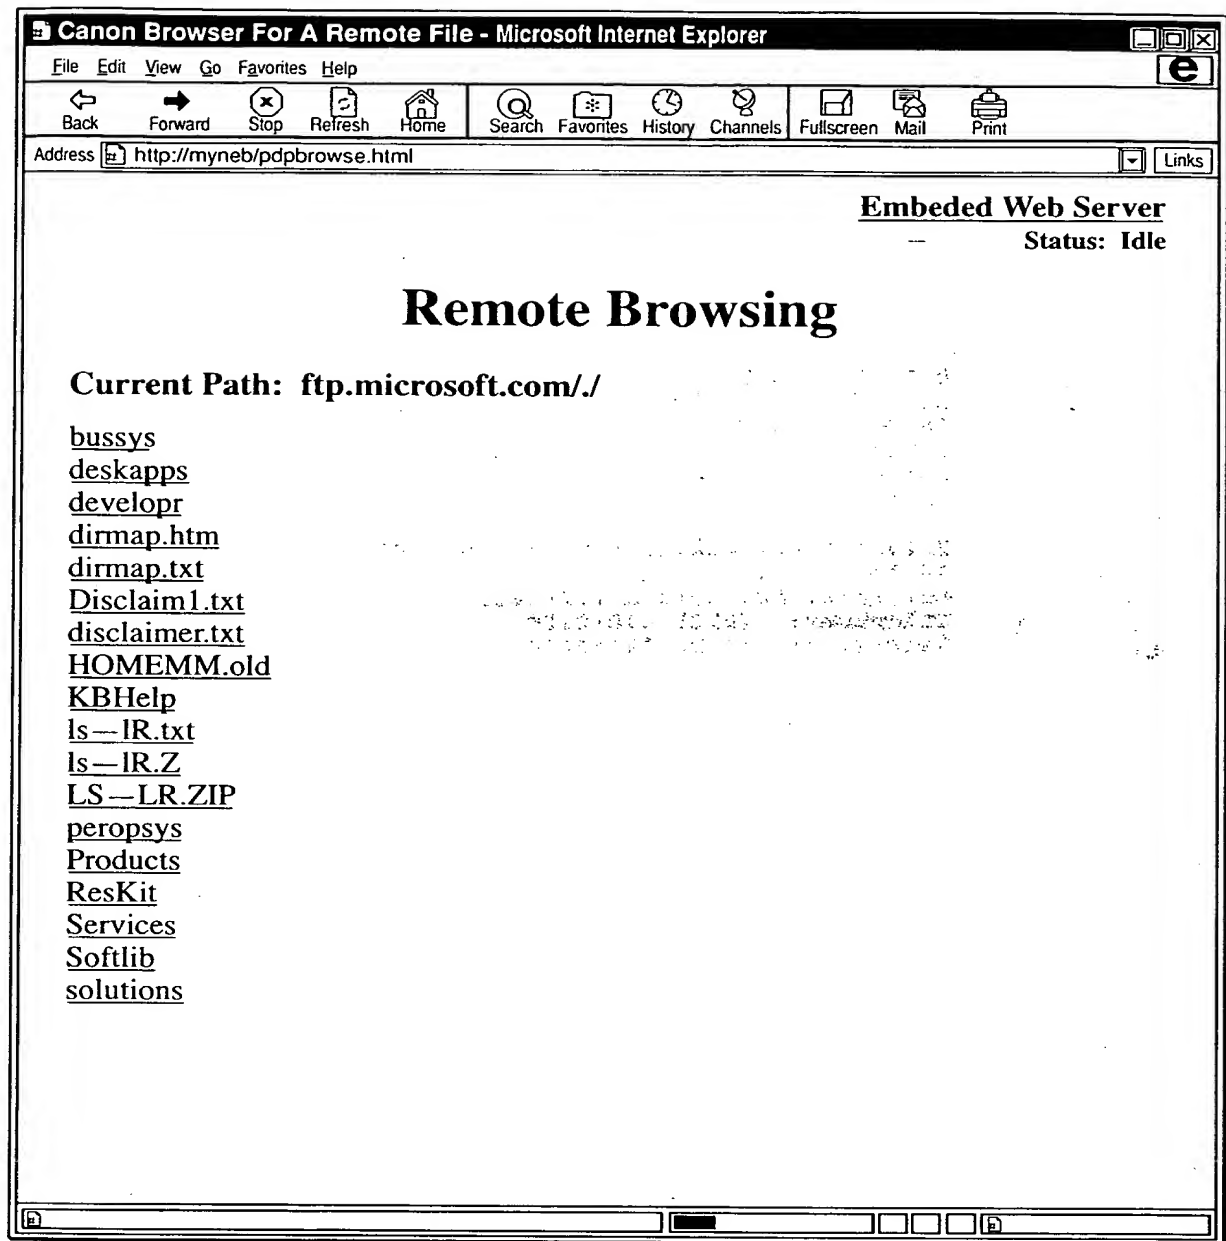 Canon Browser For A Remote File - Microsoft Internet Explorer
File Edit View Go Favorites Help
e
Back Forward Stop Refresh Home Search Favorites History Channels Fullscreen Mail Print
Address http://myneb/pdpbrowse.html Links
Embeded Web Server
Status: Idle
Remote Browsing
Current Path: ftp.microsoft.com/./
bussys
deskapps
developr
dirmap.htm
dirmap.txt
Disclaim1.txt
disclaimer.txt
HOMEMM.old
KBHelp
ls—lR.txt
ls—lR.Z
LS—LR.ZIP
peropsys
Products
ResKit
Services
Softlib
solutions